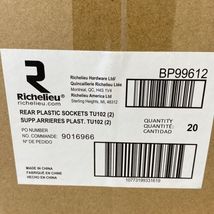 R
Richelieu
richelieu.com
Richelieu Hardware Ltd/
Quincaillerie Richelieu Ltée
Montréal, QC, H4S 1V4
Richelieu America Ltd/
Sterling Heights, MI, 48312
BP99612
REAR PLASTIC SOCKETS TU102 (2)
SUPP.ARRIERES PLAST. TU102 (2)
PO NUMBER
NO. COMMANDE: 9016966
N° DE PEDIDO
QUANTITY
QUANTITÉ
CANTIDAD
20
MADE IN CHINA
FABRIQUÉ EN CHINE
HECHO EN CHINA